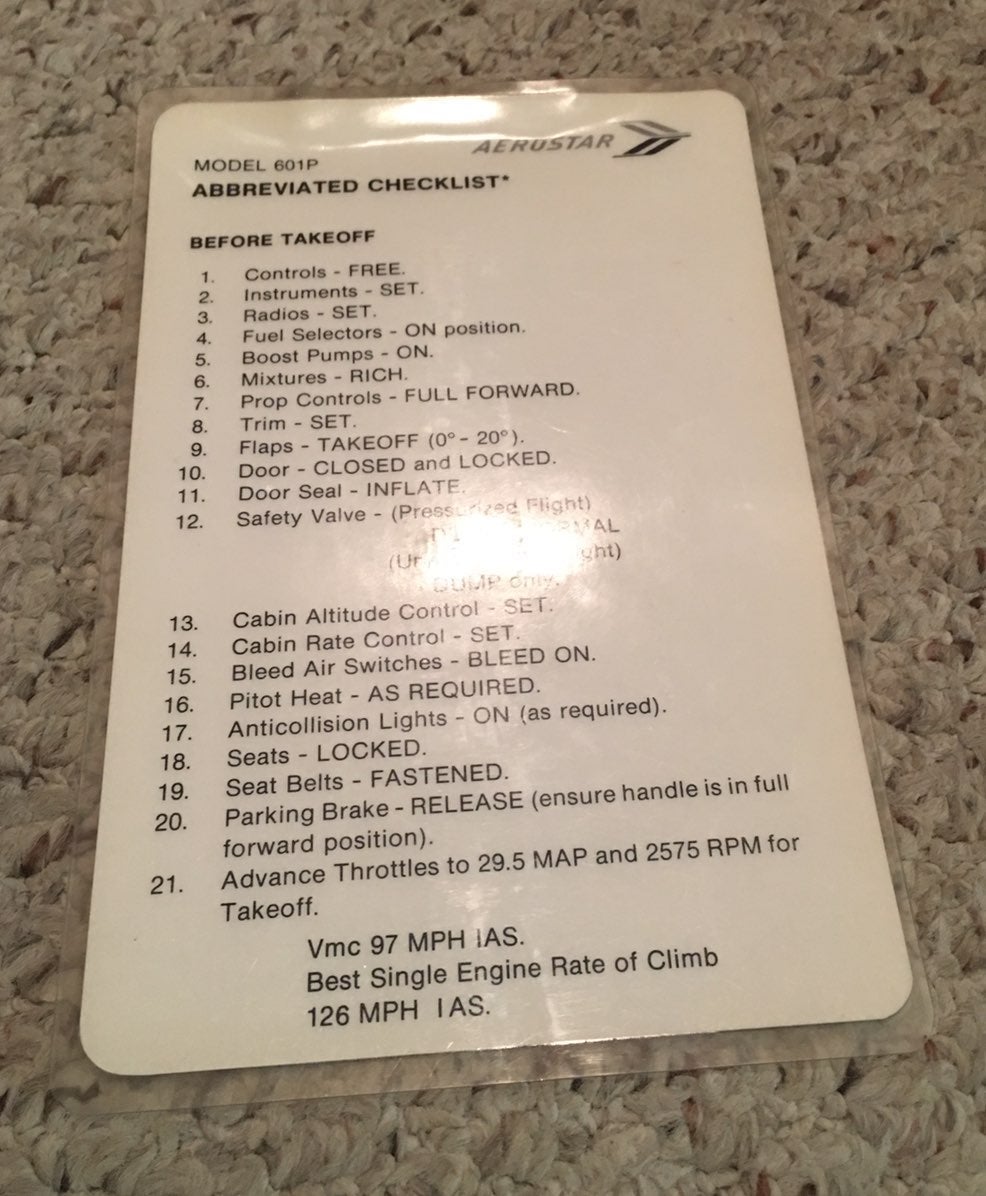 AEROSTAR
MODEL 601P
ABBREVIATED CHECKLIST*
BEFORE TAKEOFF
1. Controls - FREE.
2. Instruments - SET.
3. Radios - SET.
4. Fuel Selectors - ON position.
5. Boost Pumps - ON.
6. Mixtures - RICH.
7. Prop Controls - FULL FORWARD.
8. Trim - SET.
9. Flaps - TAKEOFF (0° - 20°).
10. Door - CLOSED and LOCKED.
11. Door Seal - INFLATE.
12. Safety Valve - (Pressurized Flight)
DUMP only.
13. Cabin Altitude Control - SET.
14. Cabin Rate Control - SET.
15. Bleed Air Switches - BLEED ON.
16. Pitot Heat - AS REQUIRED.
17. Anticollision Lights - ON (as required).
18. Seats - LOCKED.
19. Seat Belts - FASTENED.
20. Parking Brake - RELEASE (ensure handle is in full
forward position).
21. Advance Throttles to 29.5 MAP and 2575 RPM for
Takeoff.
Vmc 97 MPH IAS.
Best Single Engine Rate of Climb
126 MPH IAS.